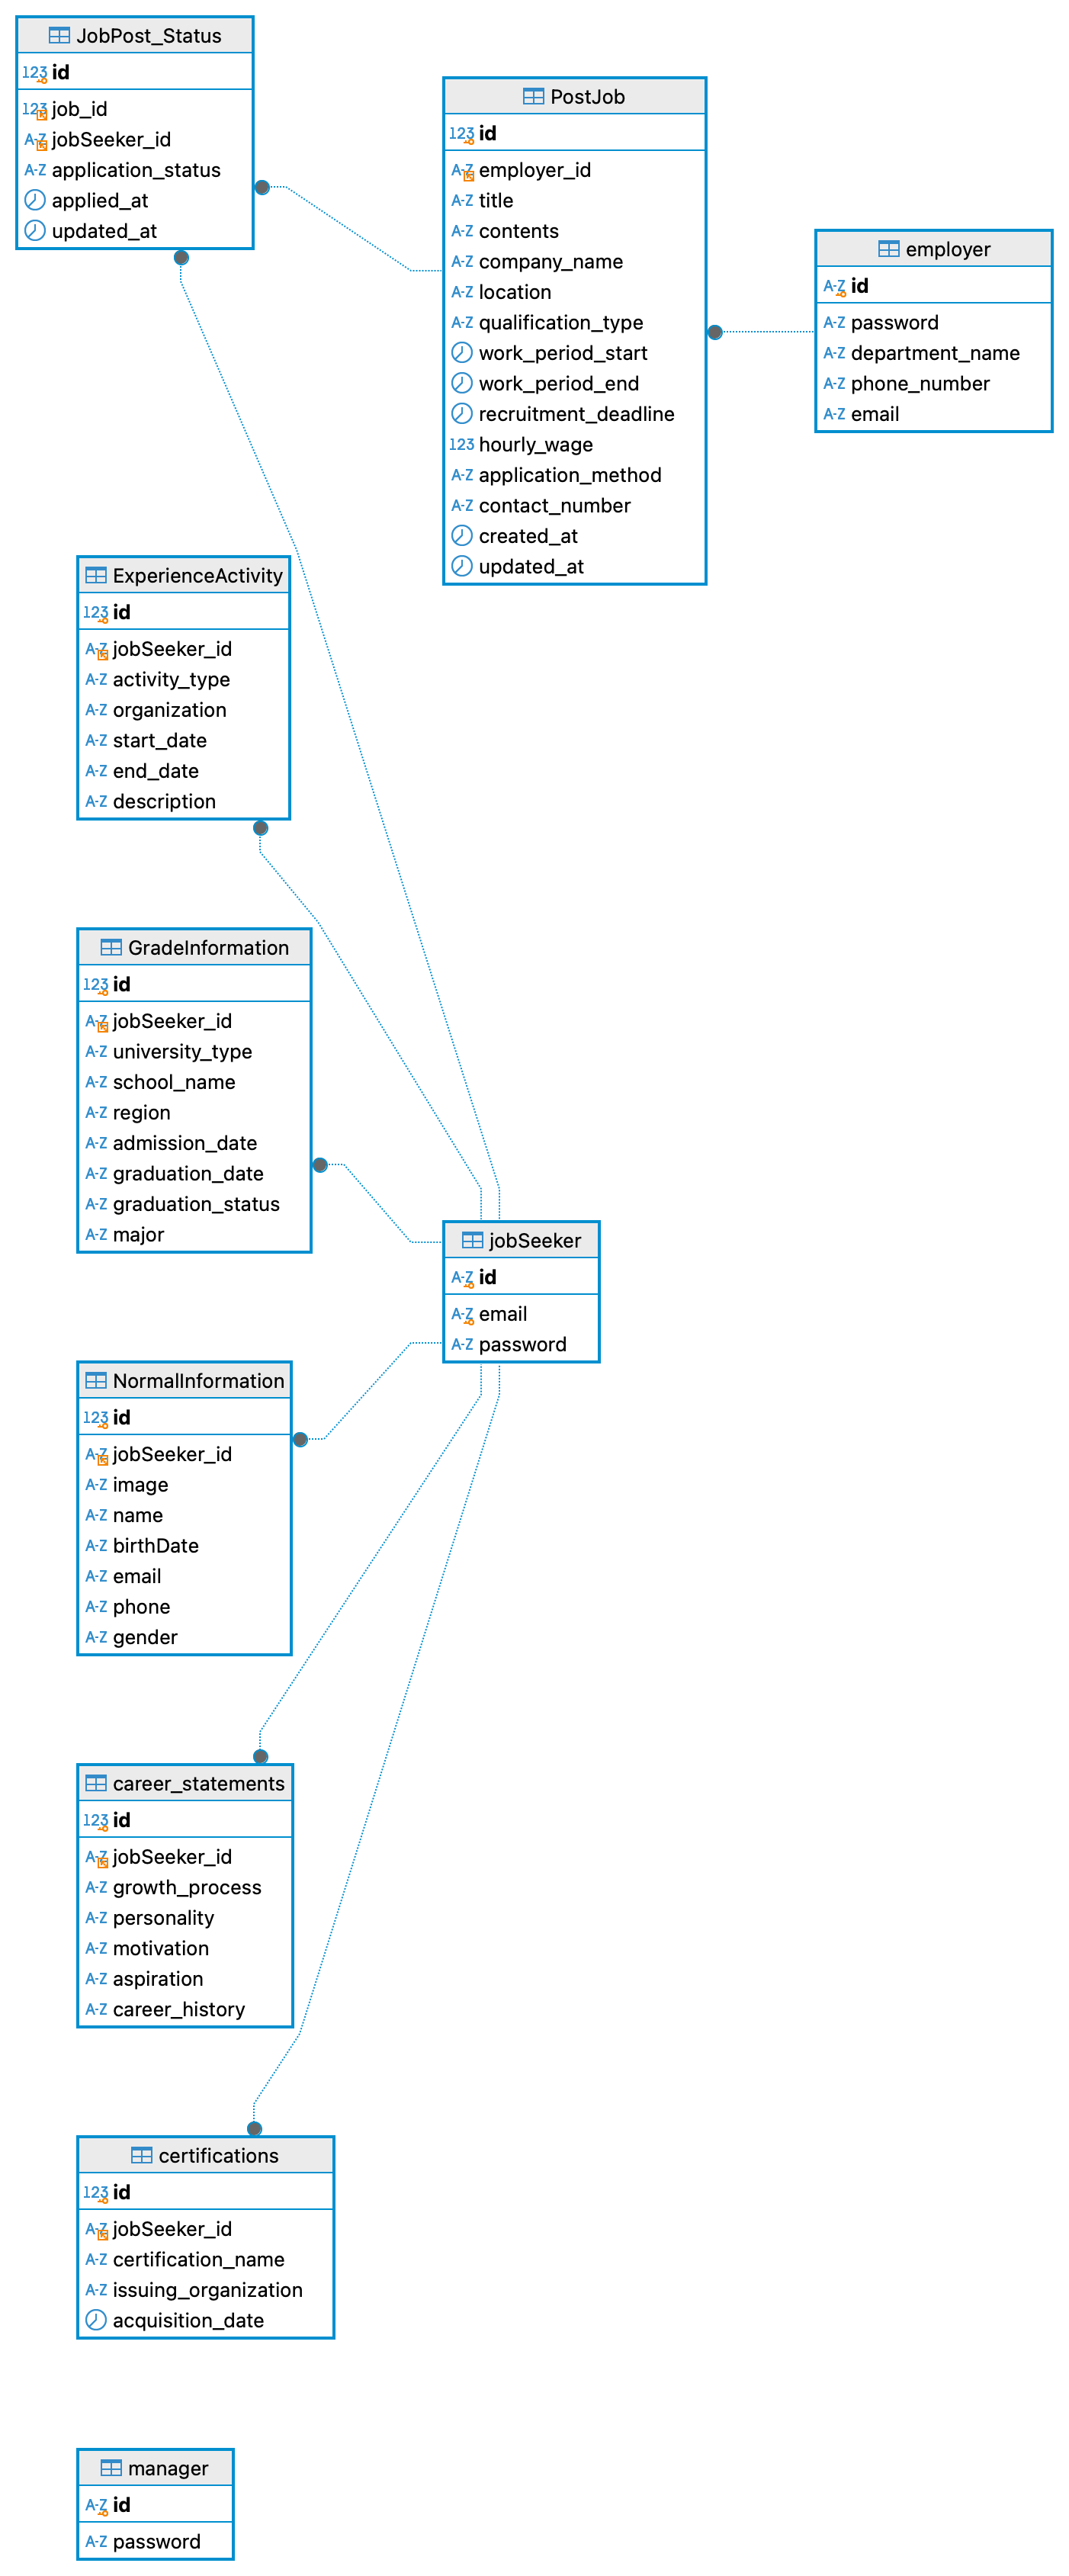 JobPost_Status
123 id
123 job_id
A-Z jobSeeker_id
A-Z application_status
applied_at
updated_at
PostJob
123 id
A-Z employer_id
A-Z title
A-Z contents
A-Z company_name
A-Z location
A-Z qualification_type
work_period_start
work_period_end
recruitment_deadline
123 hourly_wage
A-Z application_method
A-Z contact_number
created_at
updated_at
employer
A-Z id
A-Z password
A-Z department_name
A-Z phone_number
A-Z email
ExperienceActivity
123 id
A-Z jobSeeker_id
A-Z activity_type
A-Z organization
A-Z start_date
A-Z end_date
A-Z description
GradeInformation
123 id
A-Z jobSeeker_id
A-Z university_type
A-Z school_name
A-Z region
A-Z admission_date
A-Z graduation_date
A-Z graduation_status
A-Z major
jobSeeker
A-Z id
A-Z email
A-Z password
NormalInformation
123 id
A-Z jobSeeker_id
A-Z image
A-Z name
A-Z birthDate
A-Z email
A-Z phone
A-Z gender
career_statements
123 id
A-Z jobSeeker_id
A-Z growth_process
A-Z personality
A-Z motivation
A-Z aspiration
A-Z career_history
certifications
123 id
A-Z jobSeeker_id
A-Z certification_name
A-Z issuing_organization
acquisition_date
manager
A-Z id
A-Z password